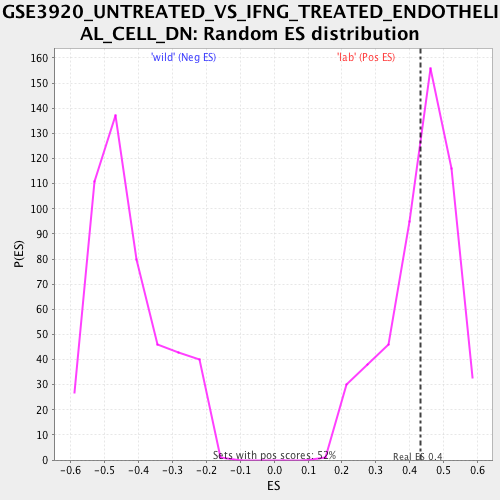 GSE3920_UNTREATED_VS_IFNG_TREATED_ENDOTHELI
AL_CELL_DN: Random ES distribution
'wild' (Neg ES)
'lab' (Pos ES)
160
150
140
130
120
110
100
90
80
70
60
50
40
30
20
10
0
P(ES)
Sets with pos scores: 52%
Real ES 0.4
-0.6 -0.5 -0.4 -0.3 -0.2 -0.1 0.0 0.1 0.2 0.3 0.4 0.5 0.6
ES